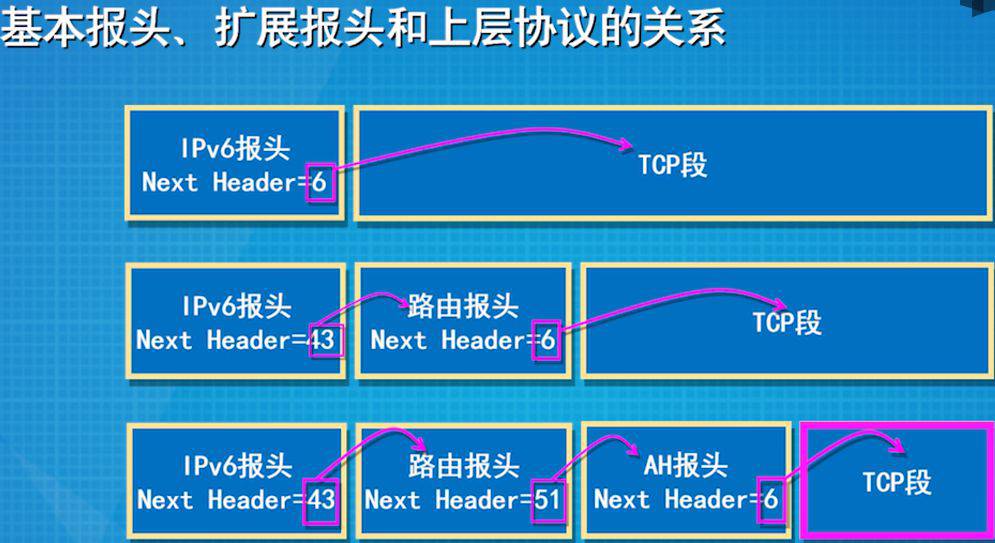 基本报头、扩展报头和上层协议的关系
IPv6报头
Next Header=6
TCP段
IPv6报头
Next Header=43
路由报头
Next Header=6
TCP段
IPv6报头
Next Header=43
路由报头
Next Header=51
AH报头
Next Header=6
TCP段